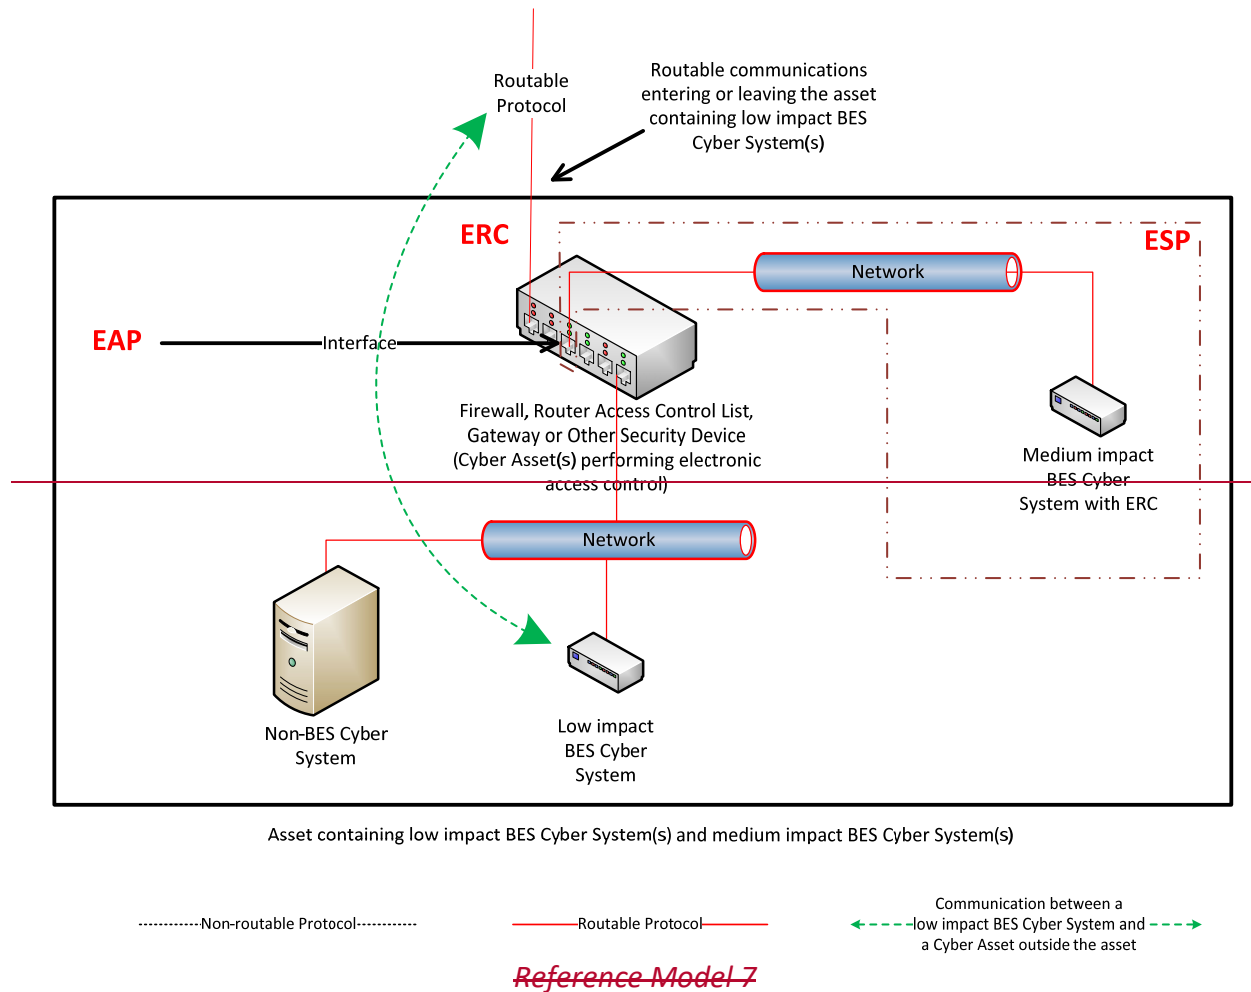 Routable
Protocol
Routable communications
entering or leaving the asset
containing low impact BES
Cyber System(s)
ERC
ESP
Network
EAP
Interface
Firewall, Router Access Control List,
Gateway or Other Security Device
(Cyber Asset(s) performing electronic
access control)
Medium impact
BES Cyber
System with ERC
Network
Non-BES Cyber
System
Low impact
BES Cyber
System
Asset containing low impact BES Cyber System(s) and medium impact BES Cyber System(s)
Non-routable Protocol
Routable Protocol
Communication between a
low impact BES Cyber System and
a Cyber Asset outside the asset
Reference Model 7